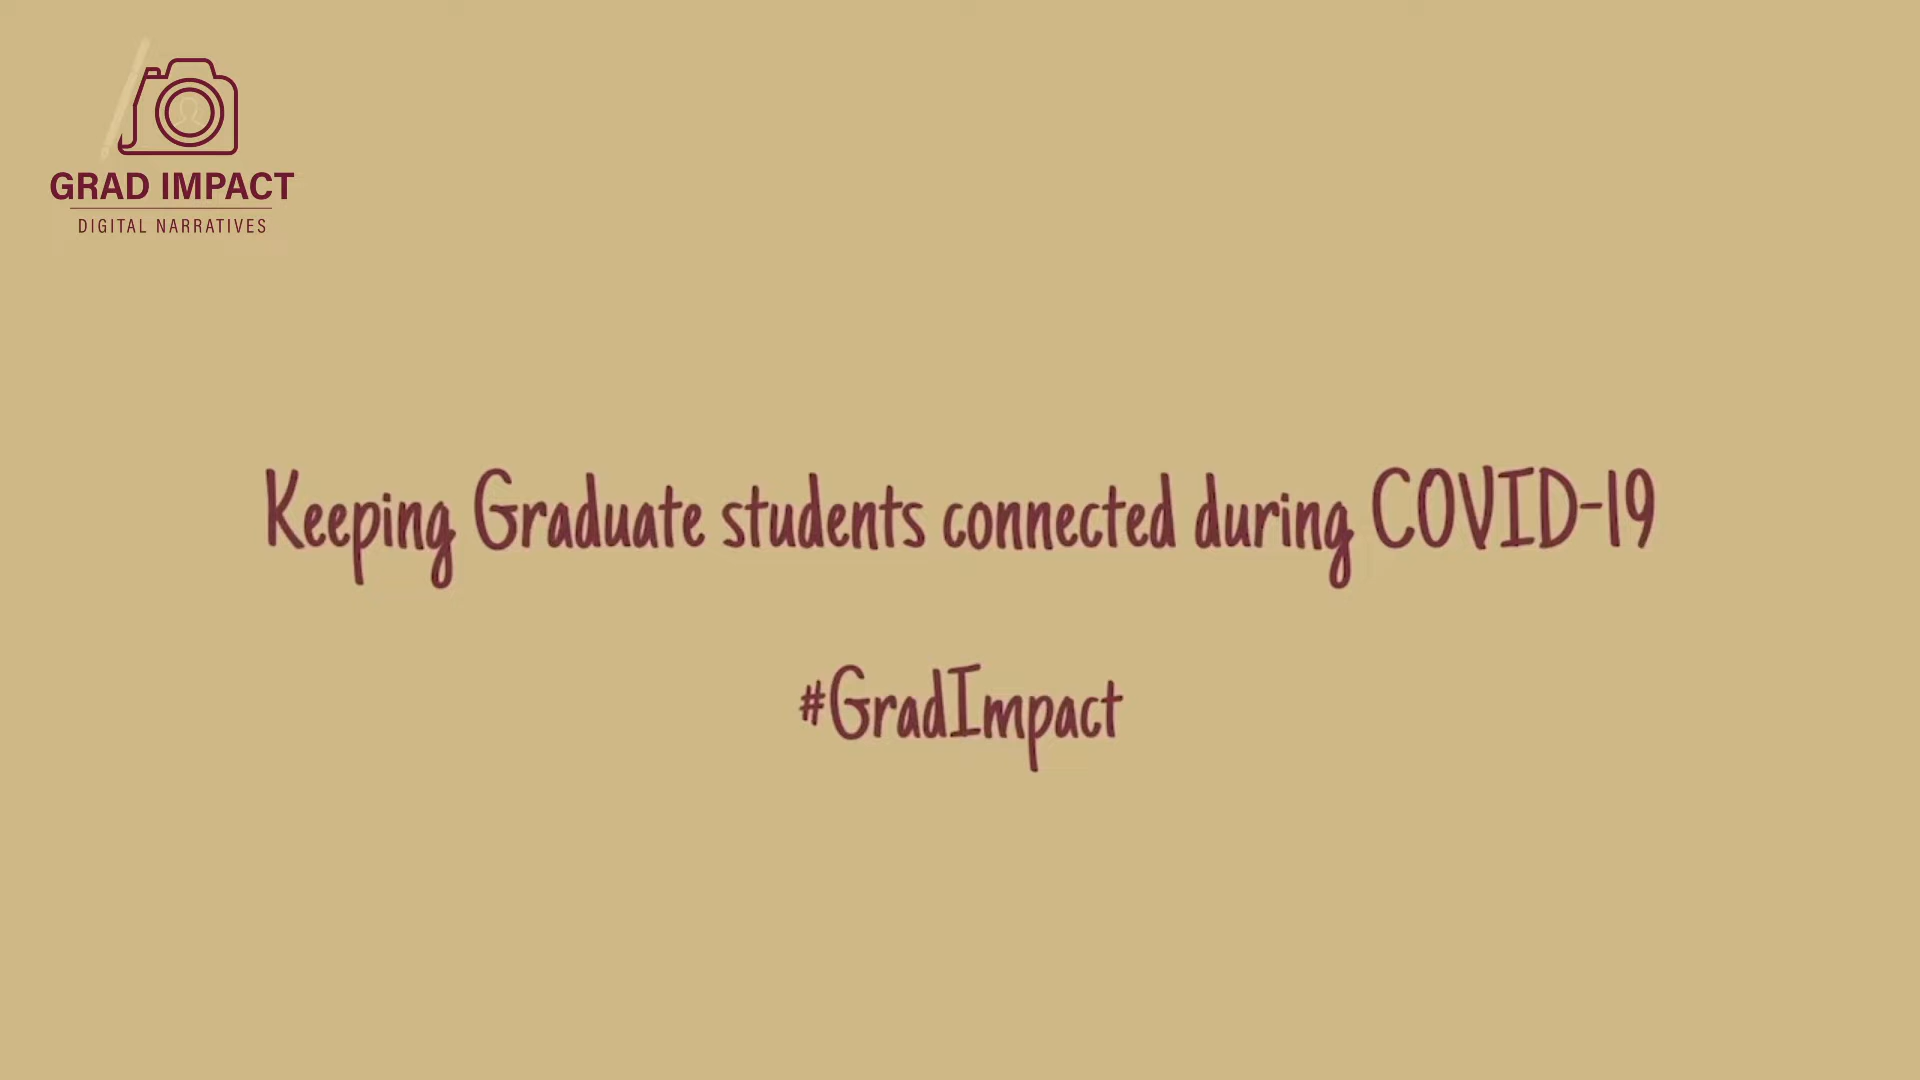 GRAD IMPACT
DIGITAL NARRATIVES
Keeping Graduate students connected during COVID-19
#GradImpact